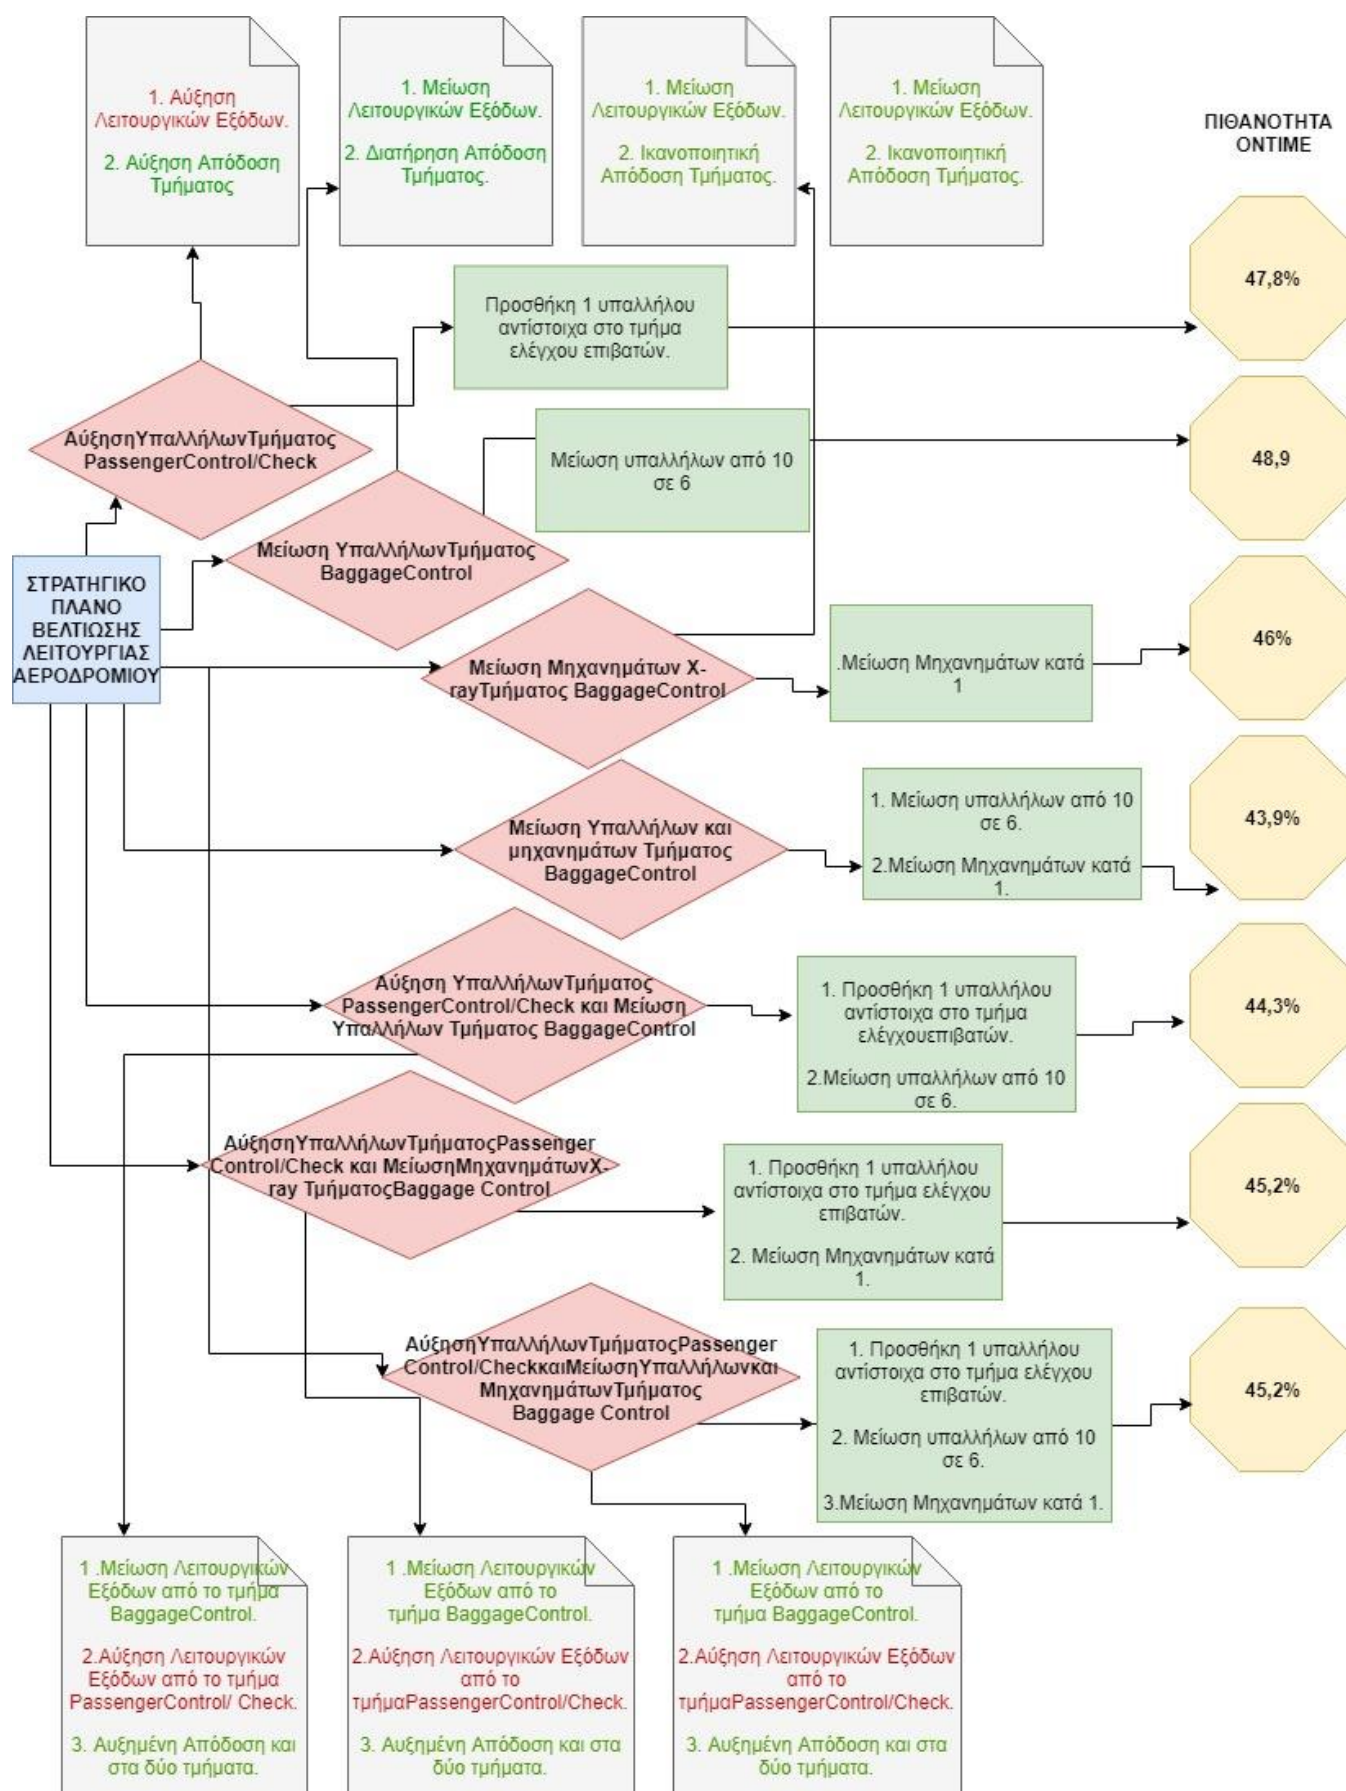 1. Αύξηση
Λειτουργικών Εξόδων.
2. Αύξηση Απόδοση
Τμήματος
1. Μείωση
Λειτουργικών Εξόδων.
2. Διατήρηση Απόδοση
Τμήματος.
1. Μείωση
Λειτουργικών Εξόδων.
2. Ικανοποιητική
Απόδοση Τμήματος.
1. Μείωση
Λειτουργικών Εξόδων.
2. Ικανοποιητική
Απόδοση Τμήματος.
ΠΙΘΑΝΟΤΗΤΑ
ONTIME
47,8%
Προσθήκη 1 υπαλλήλου
αντίστοιχα στο τμήμα
ελέγχου επιβατών.
ΑύξησηΥπαλλήλωνΤμήματος
PassengerControl/Check
Μείωση υπαλλήλων από 10
σε 6
48,9
Μείωση ΥπαλλήλωνΤμήματος
BaggageControl
ΣΤΡΑΤΗΓΙΚΟ
ΠΛΑΝΟ
ΒΕΛΤΙΩΣΗΣ
ΛΕΙΤΟΥΡΓΙΑΣ
ΑΕΡΟΔΡΟΜΙΟΥ
Μείωση Μηχανημάτων X-
rayΤμήματος BaggageControl
.Μείωση Μηχανημάτων κατά
1
46%
Μείωση Υπαλλήλων και
μηχανημάτων Τμήματος
BaggageControl
1. Μείωση υπαλλήλων από 10
σε 6.
2.Μείωση Μηχανημάτων κατά
1.
43,9%
Αύξηση ΥπαλλήλωνΤμήματος
PassengerControl/Check και Μείωση
Υπαλλήλων Τμήματος BaggageControl
1. Προσθήκη 1 υπαλλήλου
αντίστοιχα στο τμήμα
ελέγχουεπιβατών.
2.Μείωση υπαλλήλων από 10
σε 6.
44,3%
ΑύξησηΥπαλλήλωνΤμήματοςPassenger
Control/Check και ΜείωσηΜηχανημάτωνX-
ray ΤμήματοςBaggage Control
1. Προσθήκη 1 υπαλλήλου
αντίστοιχα στο τμήμα ελέγχου
επιβατών.
2. Μείωση Μηχανημάτων κατά
1.
45,2%
ΑύξησηΥπαλλήλωνΤμήματοςPassenger
Control/CheckκαιΜείωσηΥπαλλήλωνκαι
ΜηχανημάτωνΤμήματος
Baggage Control
1. Προσθήκη 1 υπαλλήλου
αντίστοιχα στο τμήμα ελέγχου
επιβατών.
2. Μείωση υπαλλήλων από 10
σε 6.
3.Μείωση Μηχανημάτων κατά 1.
45,2%
1 .Μείωση Λειτουργικών
Εξόδων από το τμήμα
BaggageControl.
2.Αύξηση Λειτουργικών
Εξόδων από το τμήμα
PassengerControl/ Check.
3. Αυξημένη Απόδοση και
στα δύο τμήματα.
1 .Μείωση Λειτουργικών
Εξόδων από το
τμήμα BaggageControl.
2.Αύξηση Λειτουργικών Εξόδων
από το
τμήμαPassengerControl/Check.
3. Αυξημένη Απόδοση και στα
δύο τμήματα.
1 .Μείωση Λειτουργικών
Εξόδων από το
τμήμα BaggageControl.
2.Αύξηση Λειτουργικών Εξόδων
από το
τμήμαPassengerControl/Check.
3. Αυξημένη Απόδοση και στα
δύο τμήματα.